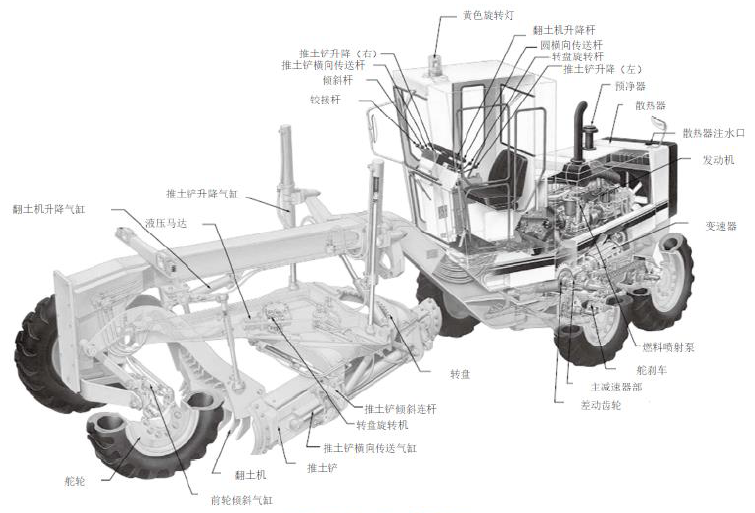 黄色旋转灯
翻土机升降杆
推土铲升降（右）
圆横向传送杆
推土铲横向传送杆
转盘旋转杆
倾斜杆
推土铲升降（左）
铰接杆
预净器
散热器
散热器注水口
发动机
推土铲升降气缸
翻土机升降气缸
液压马达
变速器
燃料喷射泵
转盘
舵刹车
主减速器部
差动齿轮
推土铲倾斜连杆
转盘旋转机
推土铲横向传送气缸
推土铲
翻土机
舵轮
前轮倾斜气缸